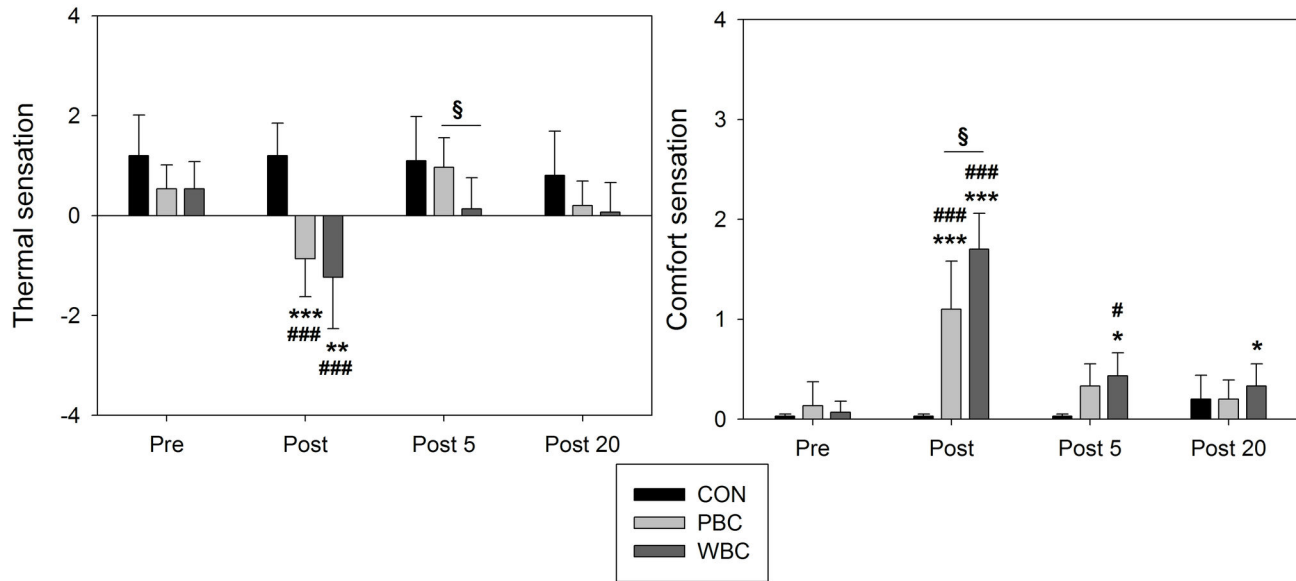 Thermal sensation
4
2
0
-2
-4
§
***
###
**
###
Pre
Post
Post 5
Post 20
Comfort sensation
4
3
2
1
0
§
###
***
###
***
#
*
*
Pre
Post
Post 5
Post 20
CON
PBC
WBC